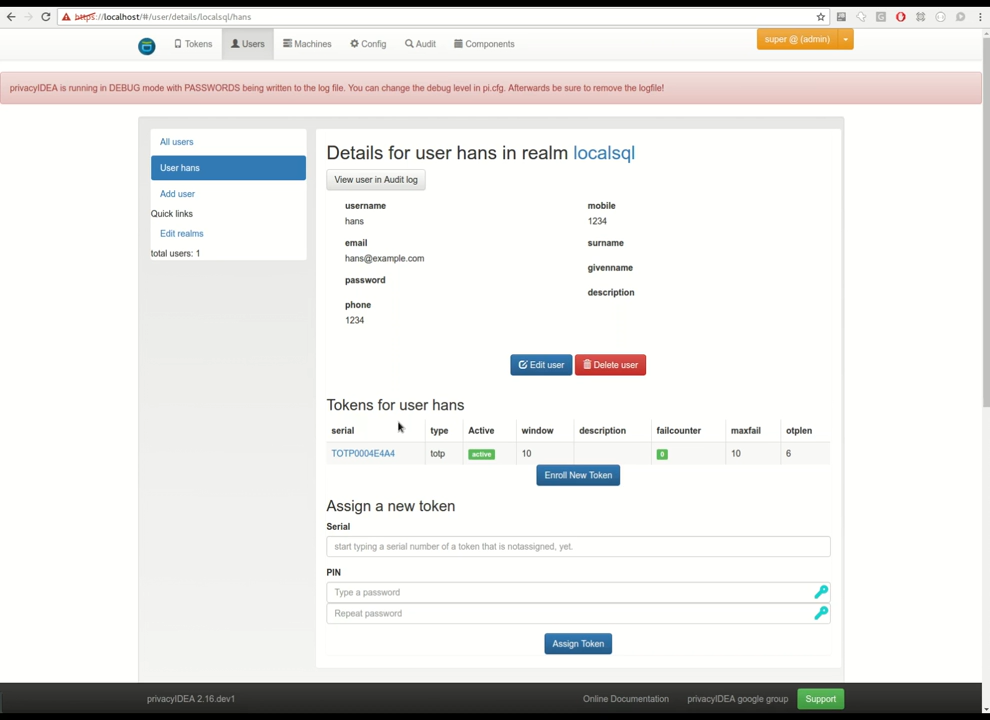 https://localhost/#/user/details/localsql/hans
Tokens Users Machines Config Audit Components super @ (admin)
privacyIDEA is running in DEBUG mode with PASSWORDS being written to the log file. You can change the debug level in pi.cfg. Afterwards be sure to remove the logfile!
All users
User hans
Add user
Quick links
Edit realms
total users: 1
Details for user hans in realm localsql
View user in Audit log
username
hans
email
hans@example.com
password
phone
1234
mobile
1234
surname
givenname
description
Edit user Delete user
Tokens for user hans
serial type Active window description failcounter maxfail otplen
TOTP0004E4A4 totp active 10 0 10 6
Enroll New Token
Assign a new token
Serial
start typing a serial number of a token that is notassigned, yet.
PIN
Type a password
Repeat password
Assign Token
privacyIDEA 2.16.dev1 Online Documentation privacyIDEA google group Support